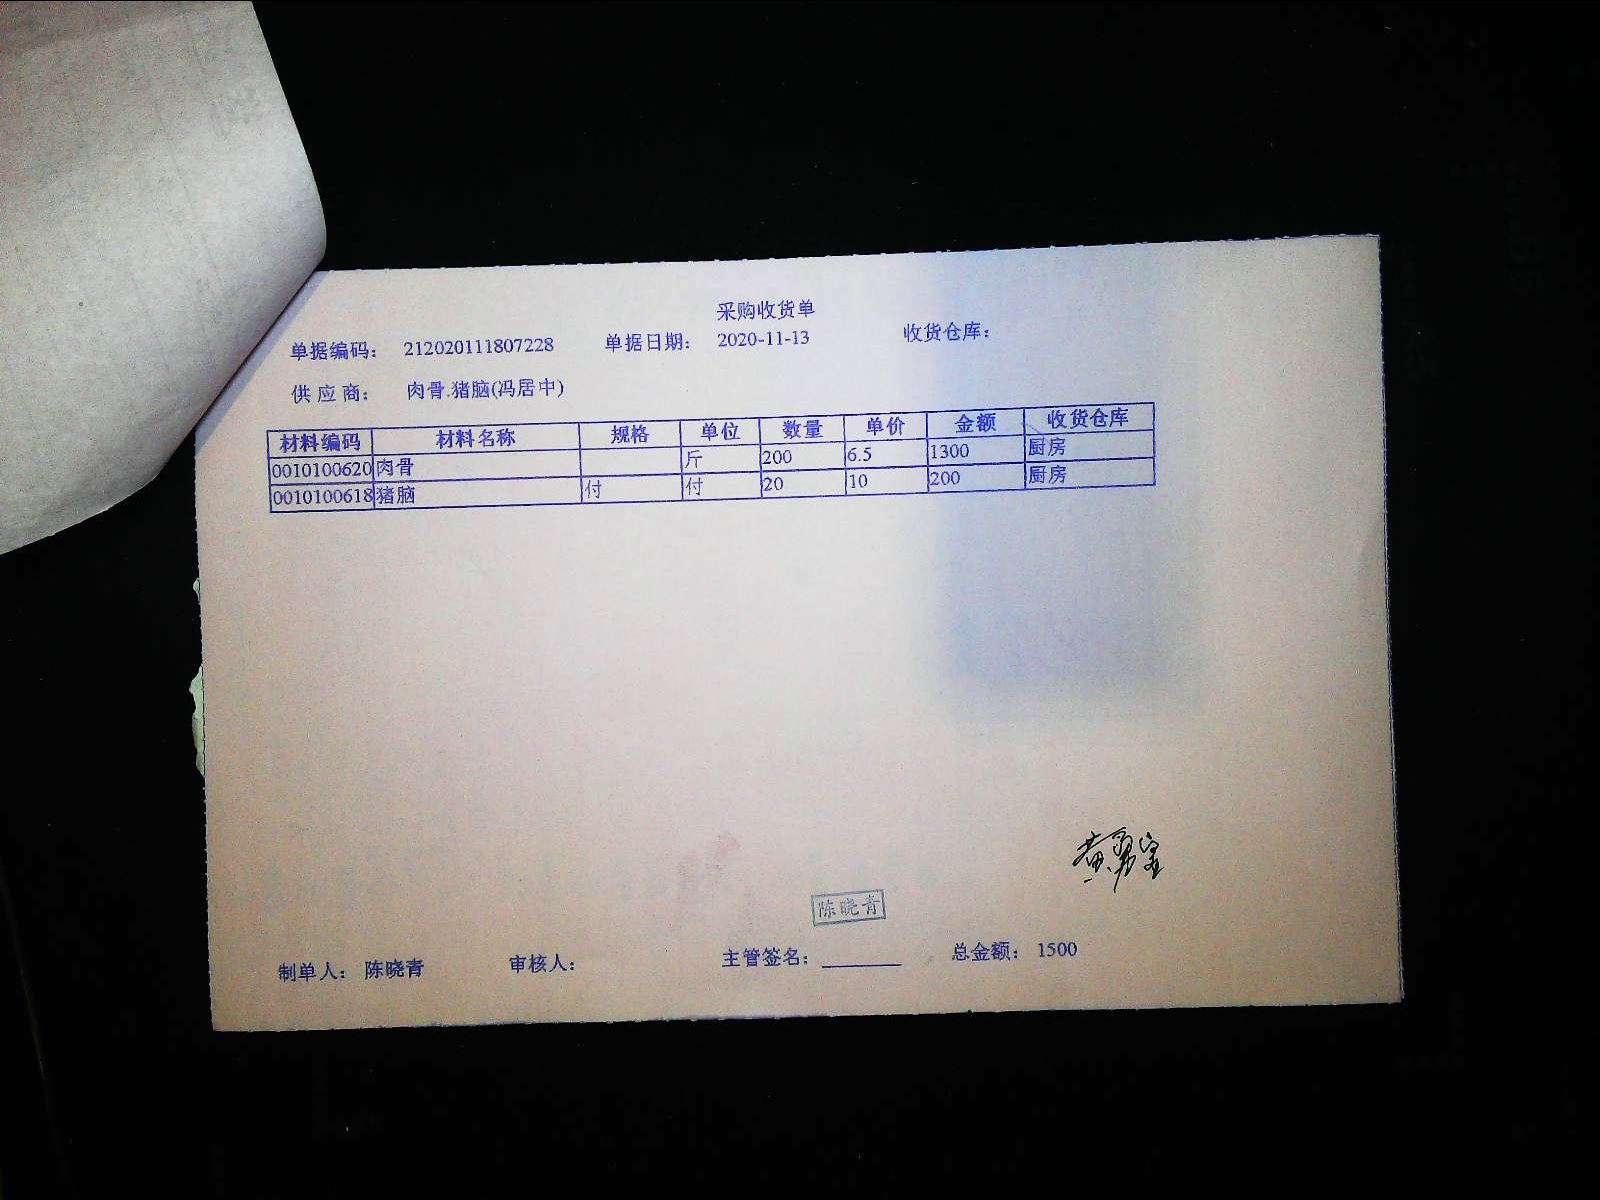 采购收货单
单据编码： 212020111807228 单据日期： 2020-11-13 收货仓库：
供 应 商： 肉骨.猪脑(冯居中)
材料编码 材料名称 规格 单位 数量 单价 金额 收货仓库
0010100620 肉骨 斤 200 6.5 1300 厨房
0010100618 猪脑 付 付 20 10 200 厨房
陈晓青
制单人： 陈晓青 审核人： 主管签名： 总金额： 1500